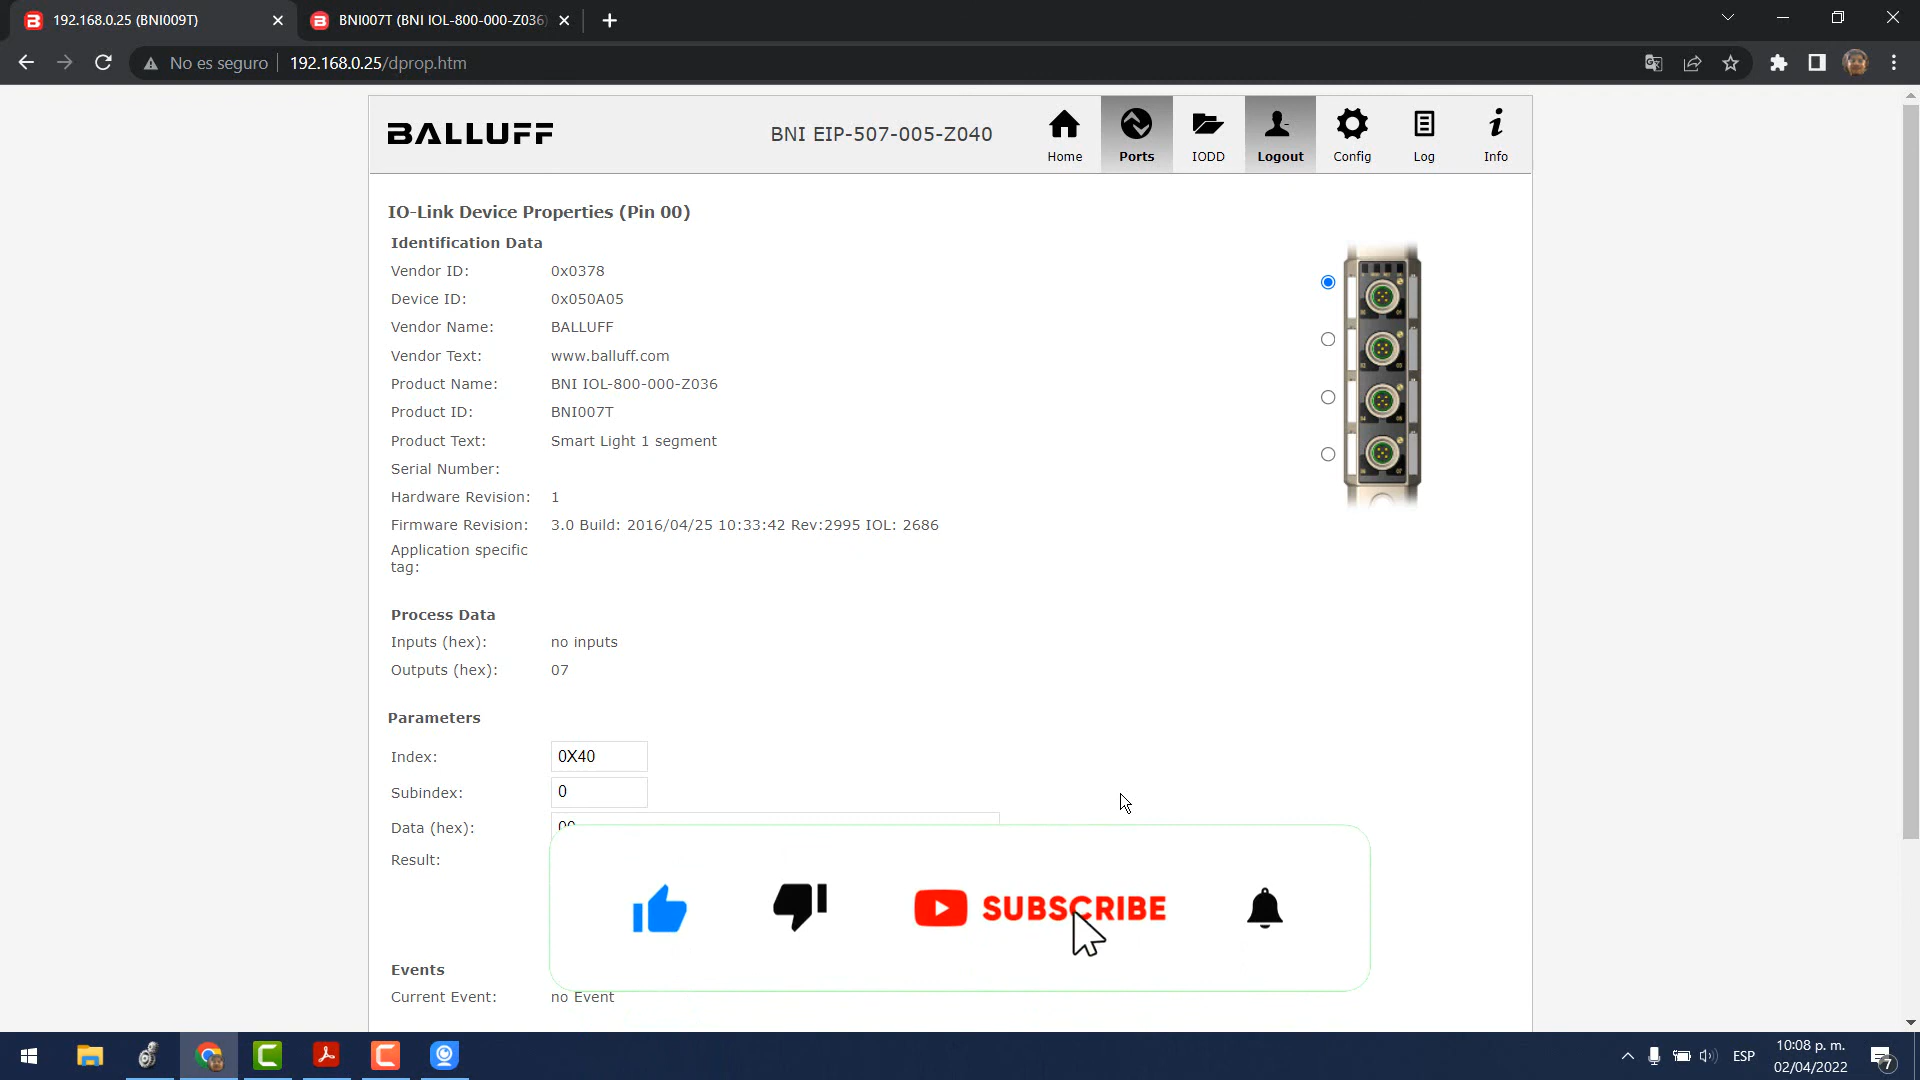 192.168.0.25 (BNI009T)
BNI007T (BNI IOL-800-000-Z036)
No es seguro
192.168.0.25/dprop.htm
BALLUFF
BNI EIP-507-005-Z040
Home
Ports
IODD
Logout
Config
Log
Info
IO-Link Device Properties (Pin 00)
Identification Data
Vendor ID: 0x0378
Device ID: 0x050A05
Vendor Name: BALLUFF
Vendor Text: www.balluff.com
Product Name: BNI IOL-800-000-Z036
Product ID: BNI007T
Product Text: Smart Light 1 segment
Serial Number:
Hardware Revision: 1
Firmware Revision: 3.0 Build: 2016/04/25 10:33:42 Rev:2995 IOL: 2686
Application specific
tag:
Process Data
Inputs (hex): no inputs
Outputs (hex): 07
Parameters
Index: 0X40
Subindex: 0
Data (hex): 00
Result:
SUBSCRIBE
Events
Current Event: no Event
ESP
10:08 p. m.
02/04/2022
7